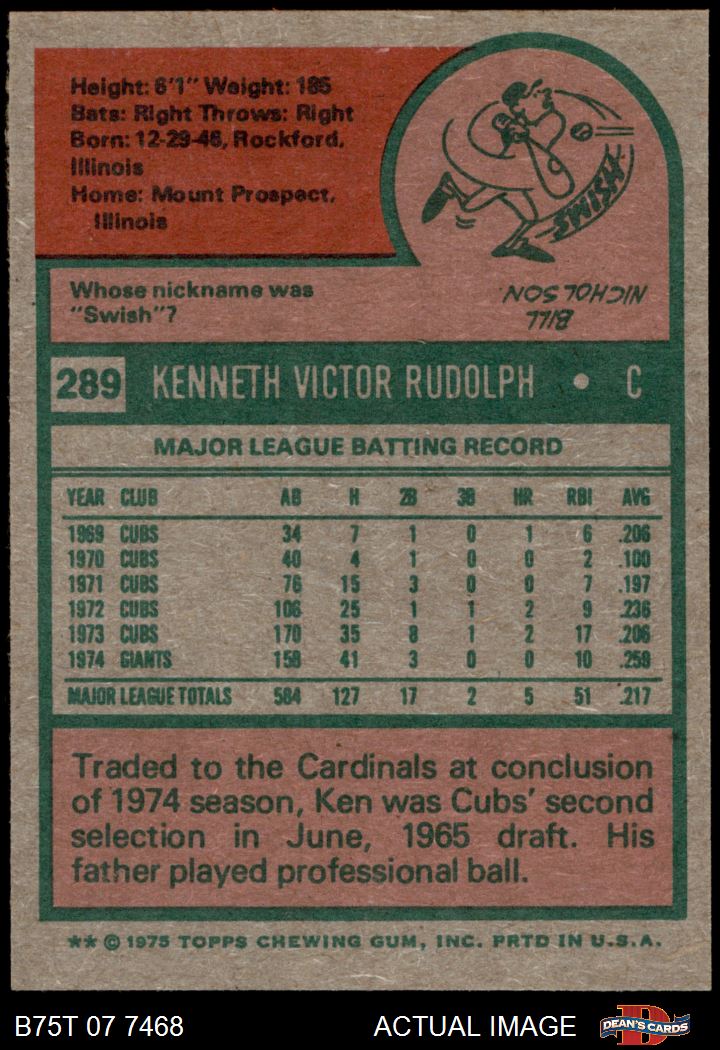 Height: 6'1" Weight: 185
Bats: Right Throws: Right
Born: 12-29-46, Rockford,
Illinois
Home: Mount Prospect,
Illinois
SWISH
Whose nickname was
"Swish"?
BILL
NICHOLSON
289 KENNETH VICTOR RUDOLPH • C
MAJOR LEAGUE BATTING RECORD
YEAR CLUB AB H 2B 3B HR RBI AVG
1969 CUBS 34 7 1 0 1 6 .206
1970 CUBS 40 4 1 0 0 2 .100
1971 CUBS 76 15 3 0 0 7 .197
1972 CUBS 106 25 1 1 2 9 .236
1973 CUBS 170 35 8 1 2 17 .206
1974 GIANTS 158 41 3 0 0 10 .259
MAJOR LEAGUE TOTALS 584 127 17 2 5 51 .217
Traded to the Cardinals at conclusion
of 1974 season, Ken was Cubs' second
selection in June, 1965 draft. His
father played professional ball.
** © 1975 TOPPS CHEWING GUM, INC. PRTD IN U.S.A.
B75T 07 7468 ACTUAL IMAGE DEAN'S CARDS